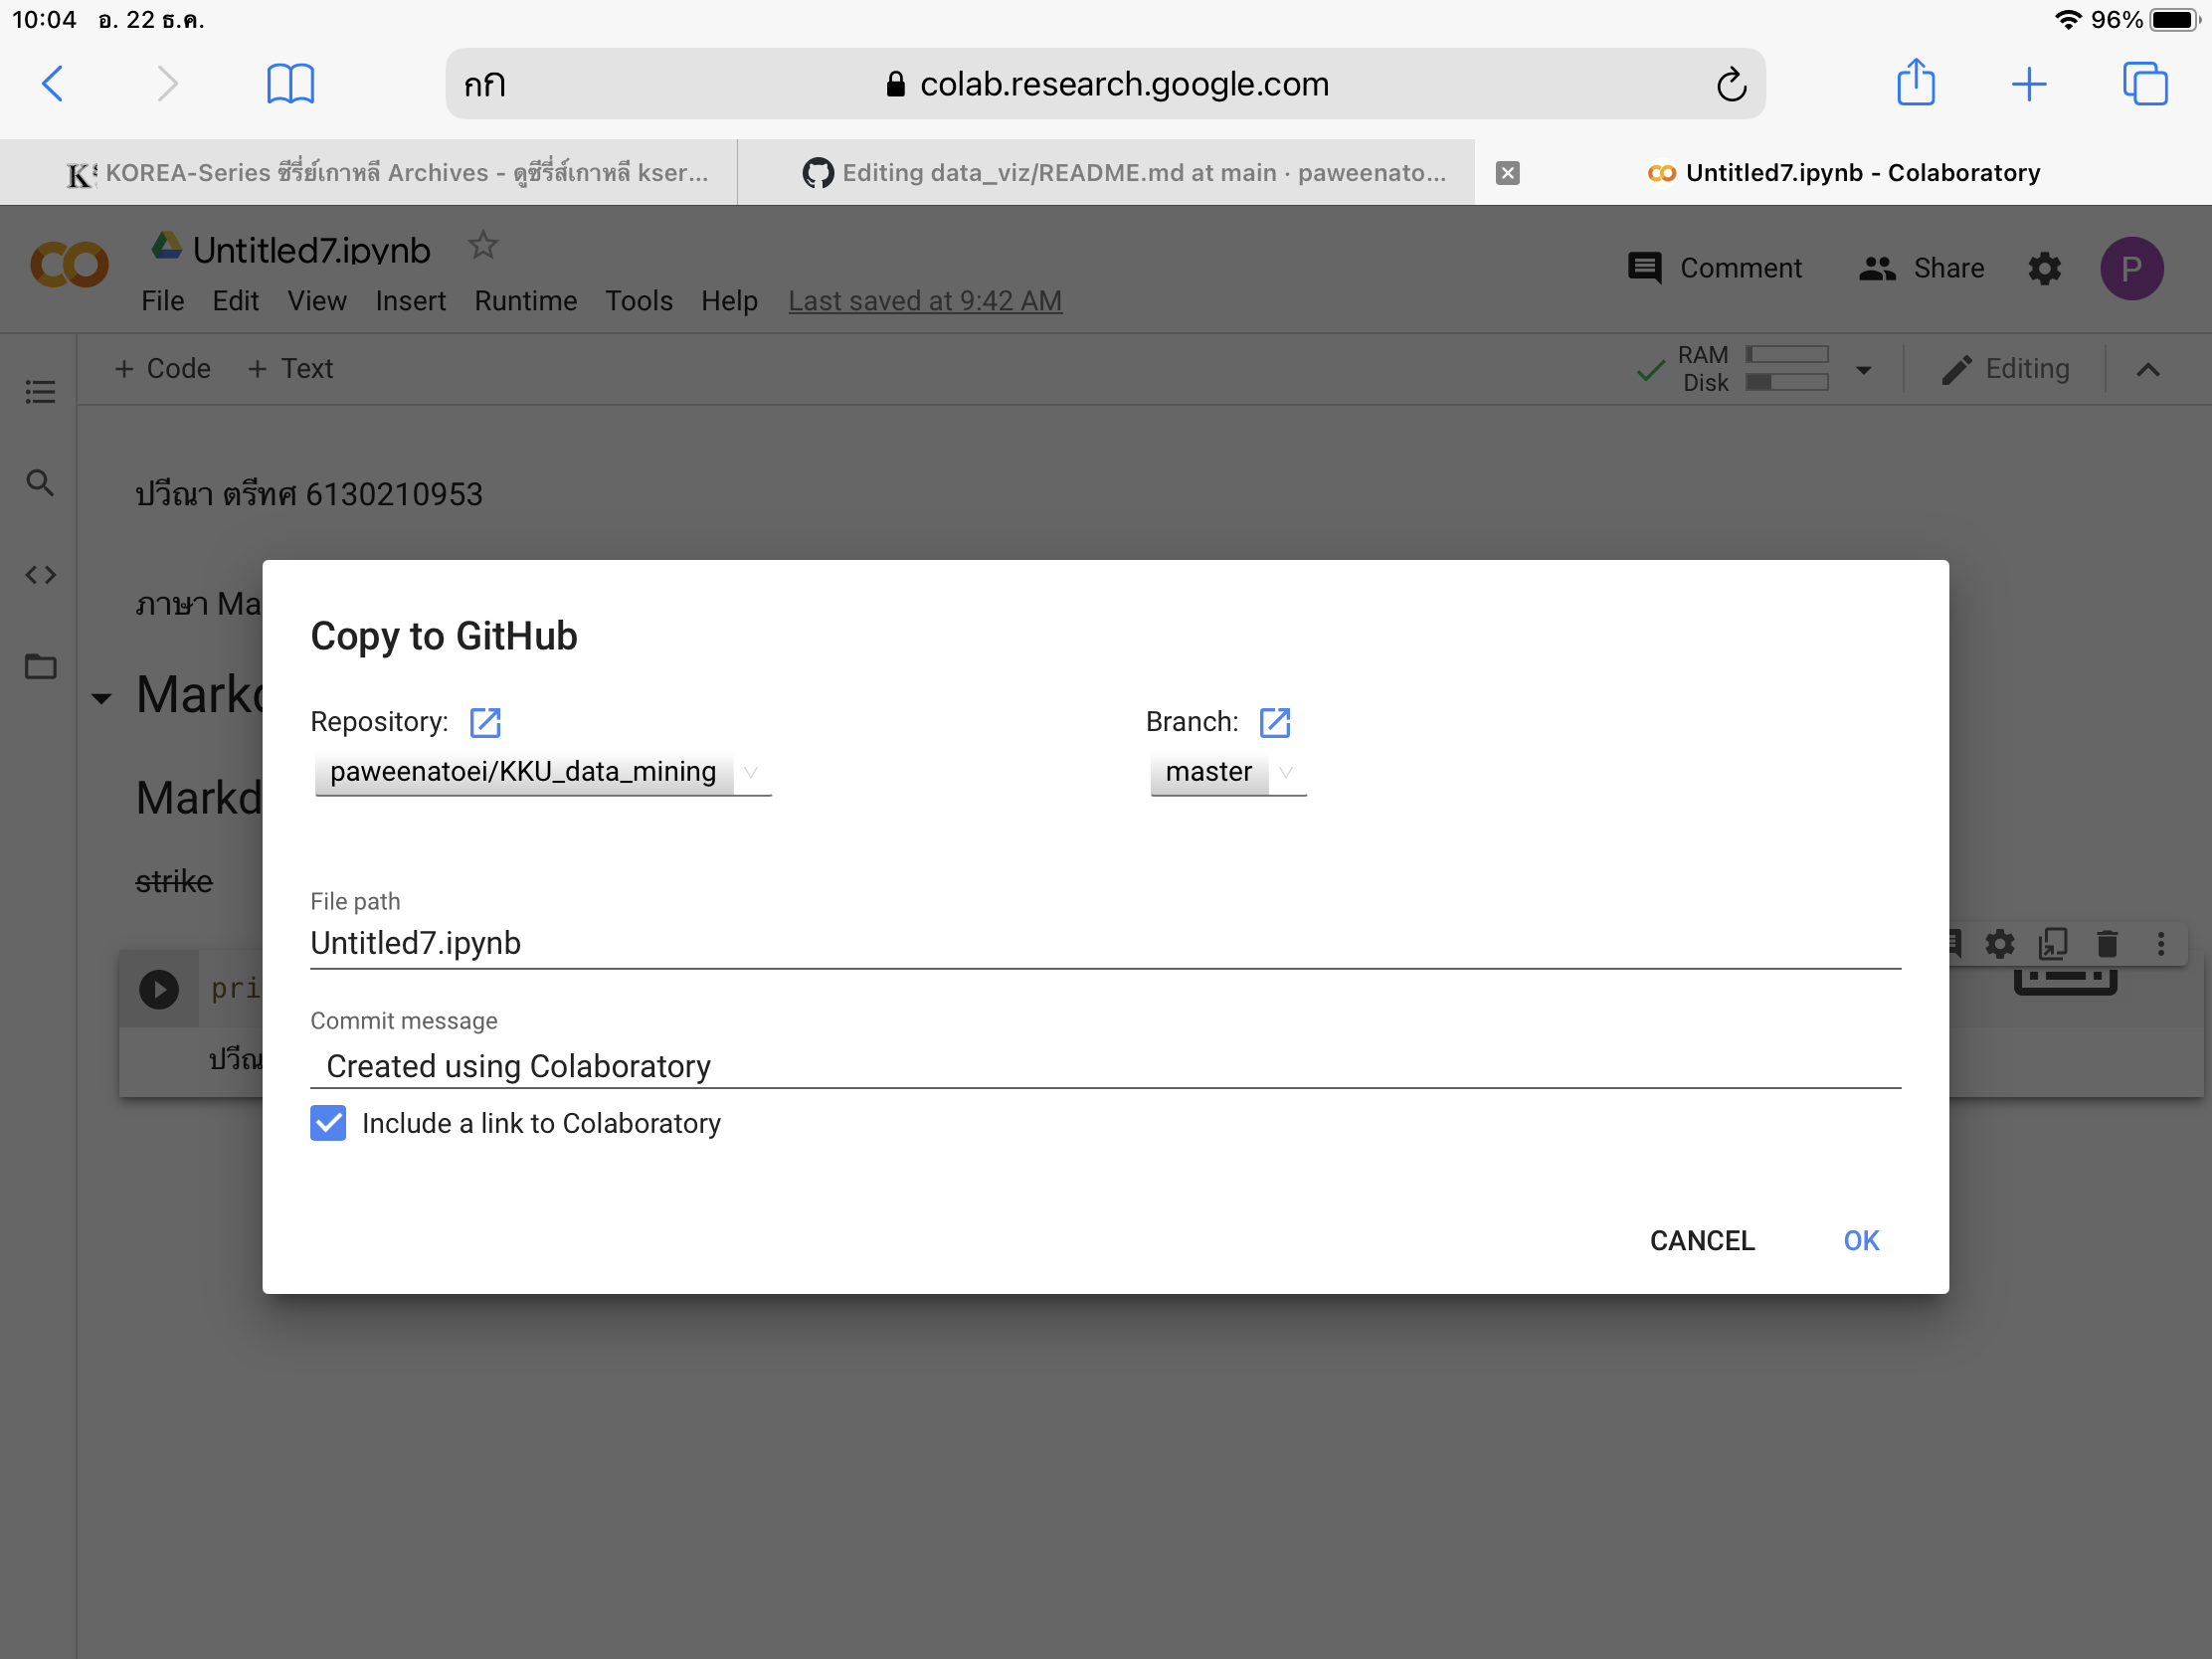 10:04 อ. 22 ธ.ค. 96%
กก colab.research.google.com
KOREA-Series ซีรี่ย์เกาหลี Archives - ดูซีรี่ส์เกาหลี kser...
Editing data_viz/README.md at main · paweenato...
Untitled7.ipynb - Colaboratory
Untitled7.ipynb
Comment Share P
File Edit View Insert Runtime Tools Help Last saved at 9:42 AM
+ Code + Text
RAM
Disk
Editing
ปวีณา ตรีทศ 6130210953
ภาษา Ma
Markd
Markd
strike
pri
ปวีณ
Copy to GitHub
Repository: Branch:
paweenatoei/KKU_data_mining master
File path
Untitled7.ipynb
Commit message
Created using Colaboratory
Include a link to Colaboratory
CANCEL OK